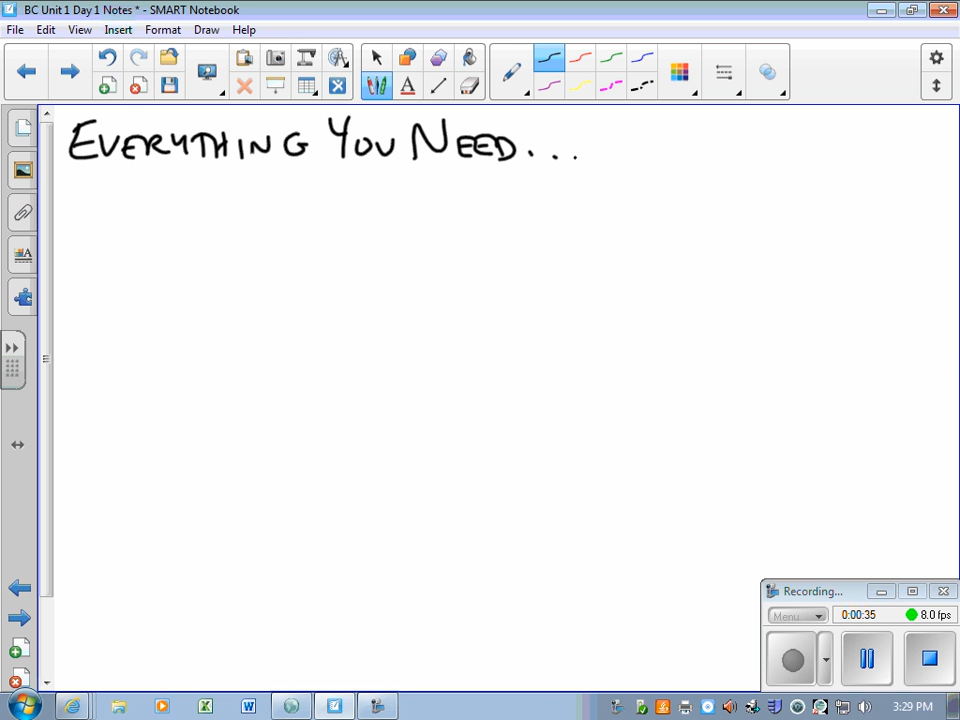 BC Unit 1 Day 1 Notes * - SMART Notebook
File Edit View Insert Format Draw Help
EVERYTHING YOU NEED...
Recording...
Menu 0:00:35 8.0 fps
3:29 PM